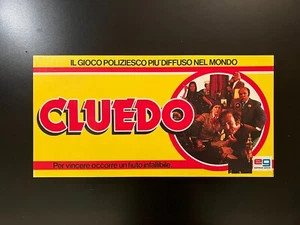 IL GIOCO POLIZIESCO PIU' DIFFUSO NEL MONDO
CLUEDO
Per vincere occorre un fiuto infallibile
eg